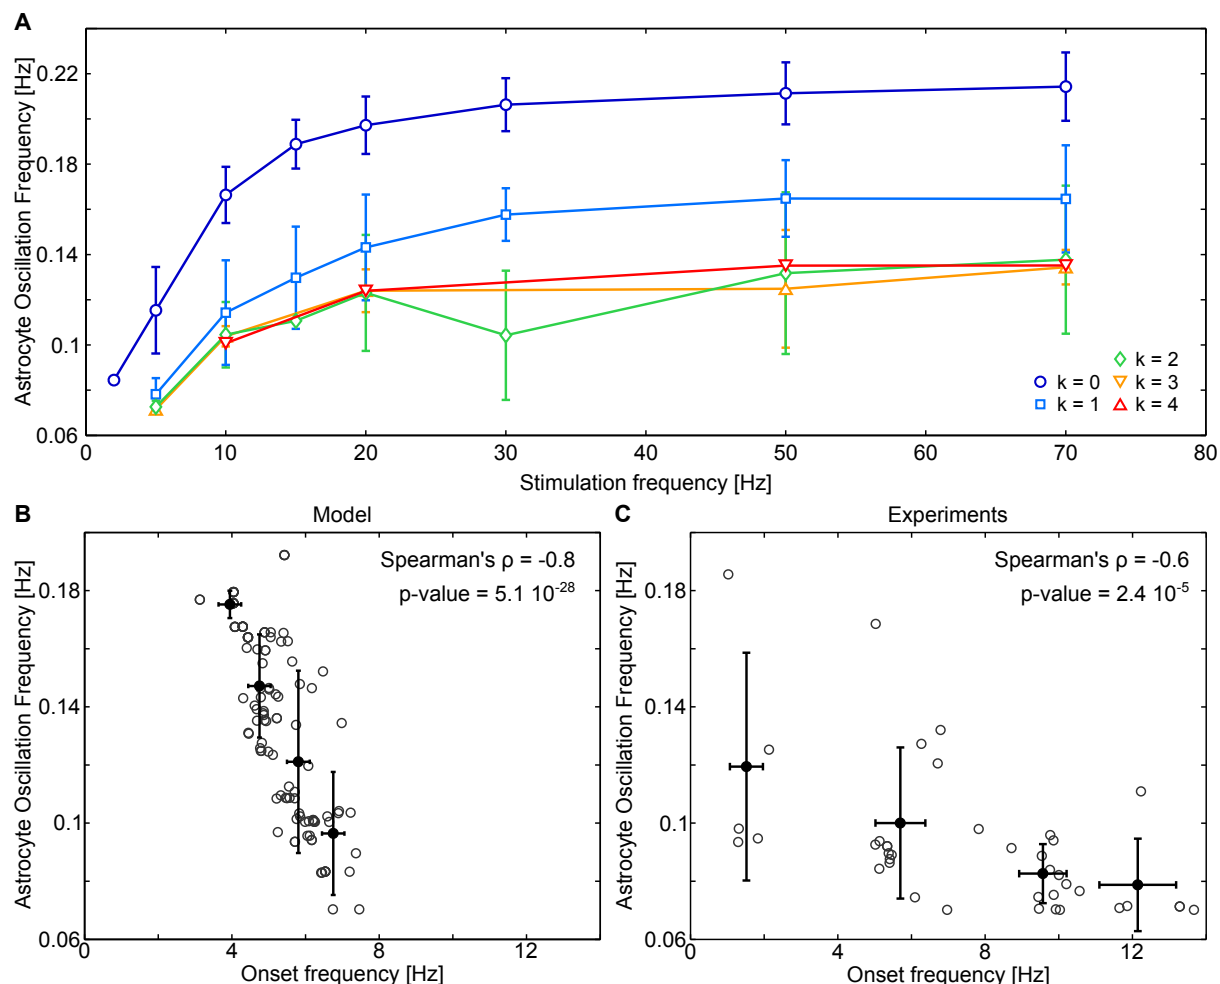 A
Astrocyte Oscillation Frequency [Hz]
0.22
0.18
0.14
0.1
0.06
0 10 20 30 40 50 60 70 80
Stimulation frequency [Hz]
k = 0
k = 1
k = 2
k = 3
k = 4
B
Model
Astrocyte Oscillation Frequency [Hz]
Spearman's ρ = -0.8
p-value = 5.1 10⁻²⁸
0.18
0.14
0.1
0.06
0 4 8 12
Onset frequency [Hz]
C
Experiments
Astrocyte Oscillation Frequency [Hz]
Spearman's ρ = -0.6
p-value = 2.4 10⁻⁵
0.18
0.14
0.1
0.06
0 4 8 12
Onset frequency [Hz]